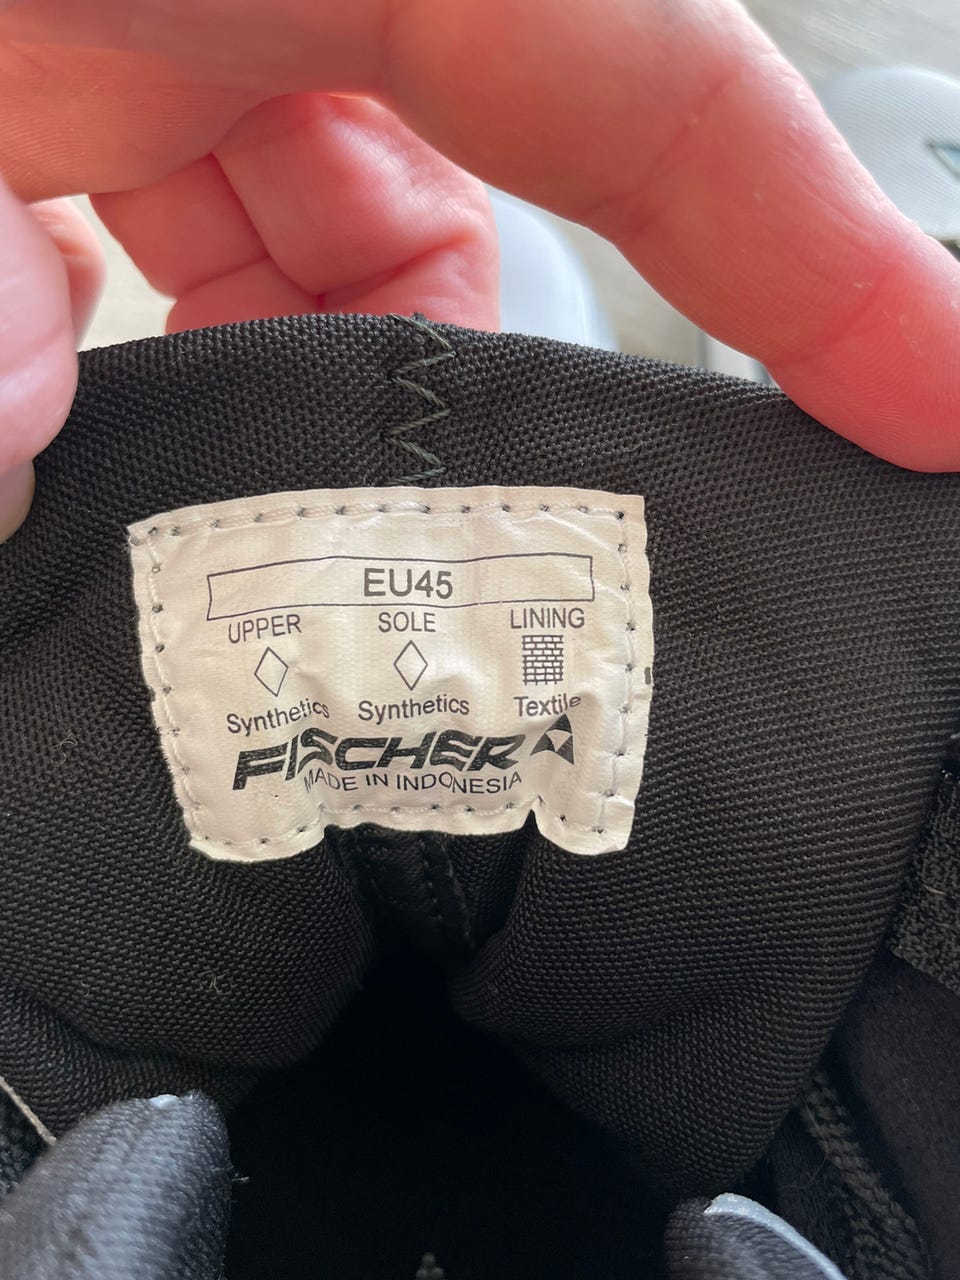 EU45
UPPER SOLE LINING
Synthetics Synthetics Textile
FISCHER
MADE IN INDONESIA